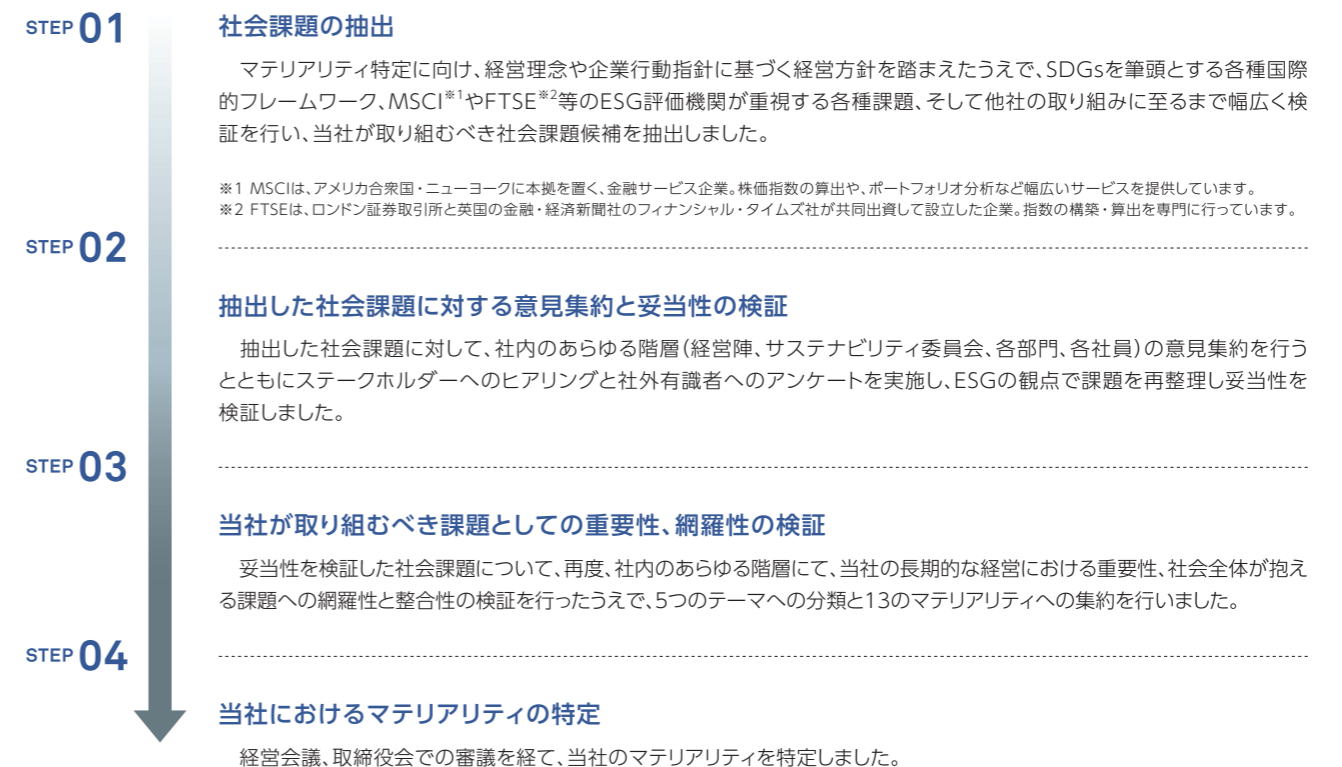 STEP 01
社会課題の抽出
マテリアリティ特定に向け、経営理念や企業行動指針に基づく経営方針を踏まえたうえで、SDGsを筆頭とする各種国際
的フレームワーク、MSCI※1やFTSE※2等のESG評価機関が重視する各種課題、そして他社の取り組みに至るまで幅広く検
証を行い、当社が取り組むべき社会課題候補を抽出しました。
※1 MSCIは、アメリカ合衆国・ニューヨークに本拠を置く、金融サービス企業。株価指数の算出や、ポートフォリオ分析など幅広いサービスを提供しています。
※2 FTSEは、ロンドン証券取引所と英国の金融・経済新聞社のフィナンシャル・タイムズ社が共同出資して設立した企業。指数の構築・算出を専門に行っています。
STEP 02
抽出した社会課題に対する意見集約と妥当性の検証
抽出した社会課題に対して、社内のあらゆる階層（経営陣、サステナビリティ委員会、各部門、各社員）の意見集約を行う
とともにステークホルダーへのヒアリングと社外有識者へのアンケートを実施し、ESGの観点で課題を再整理し妥当性を
検証しました。
STEP 03
当社が取り組むべき課題としての重要性、網羅性の検証
妥当性を検証した社会課題について、再度、社内のあらゆる階層にて、当社の長期的な経営における重要性、社会全体が抱え
る課題への網羅性と整合性の検証を行ったうえで、5つのテーマへの分類と13のマテリアリティへの集約を行いました。
STEP 04
当社におけるマテリアリティの特定
経営会議、取締役会での審議を経て、当社のマテリアリティを特定しました。